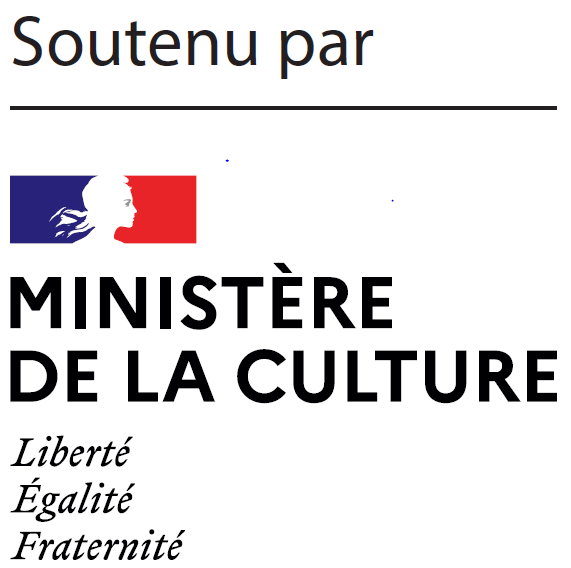 Soutenu par
MINISTÈRE
DE LA CULTURE
Liberté
Égalité
Fraternité